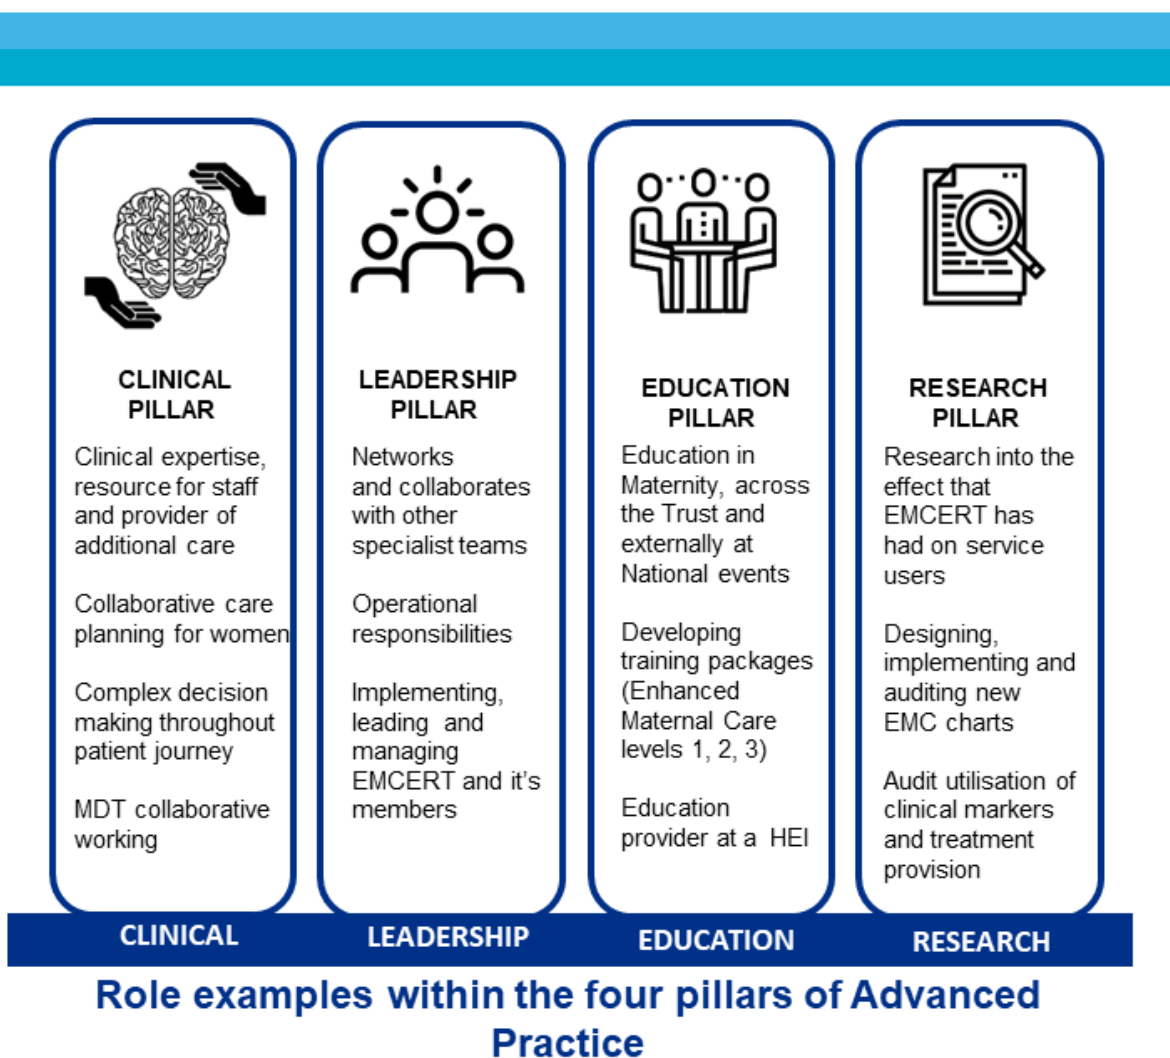 CLINICAL
PILLAR
Clinical expertise,
resource for staff
and provider of
additional care
Collaborative care
planning for women
Complex decision
making throughout
patient journey
MDT collaborative
working
LEADERSHIP
PILLAR
Networks
and collaborates
with other
specialist teams
Operational
responsibilities
Implementing,
leading and
managing
EMCERT and it's
members
EDUCATION
PILLAR
Education in
Maternity, across
the Trust and
externally at
National events
Developing
training packages
(Enhanced
Maternal Care
levels 1, 2, 3)
Education
provider at a HEI
RESEARCH
PILLAR
Research into the
effect that
EMCERT has
had on service
users
Designing,
implementing and
auditing new
EMC charts
Audit utilisation of
clinical markers
and treatment
provision
CLINICAL
LEADERSHIP
EDUCATION
RESEARCH
Role examples within the four pillars of Advanced
Practice